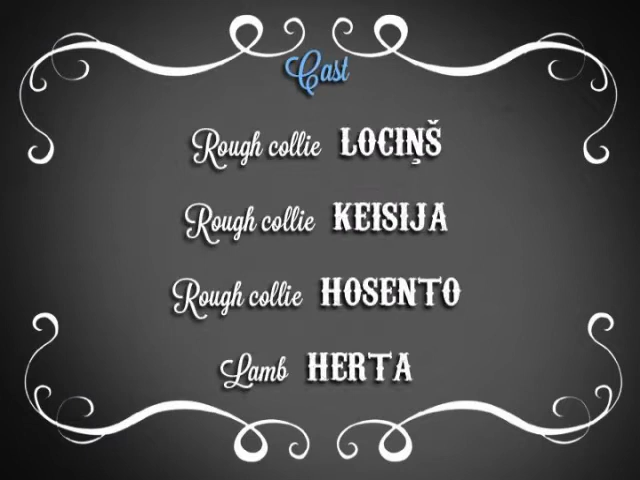 Cast
Rough collie LOCIŅŠ
Rough collie KEISIJA
Rough collie HOSENTO
Lamb HERTA